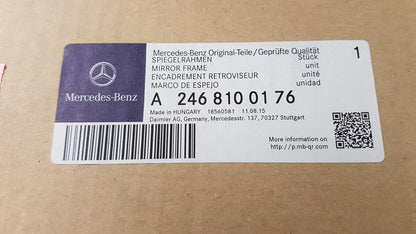 Mercedes-Benz
Mercedes-Benz Original-Teile/Geprüfte Qualität
SPIEGELRAHMEN Stück
MIRROR FRAME unit
ENCADREMENT RETROVISEUR unité
MARCO DE ESPEJO unidad
1
A 246 810 01 76
Made in HUNGARY 18560581 11.08.15
Daimler AG, Germany, Mercedesstr. 137, 70327 Stuttgart
More information on
http://p.mb-qr.com